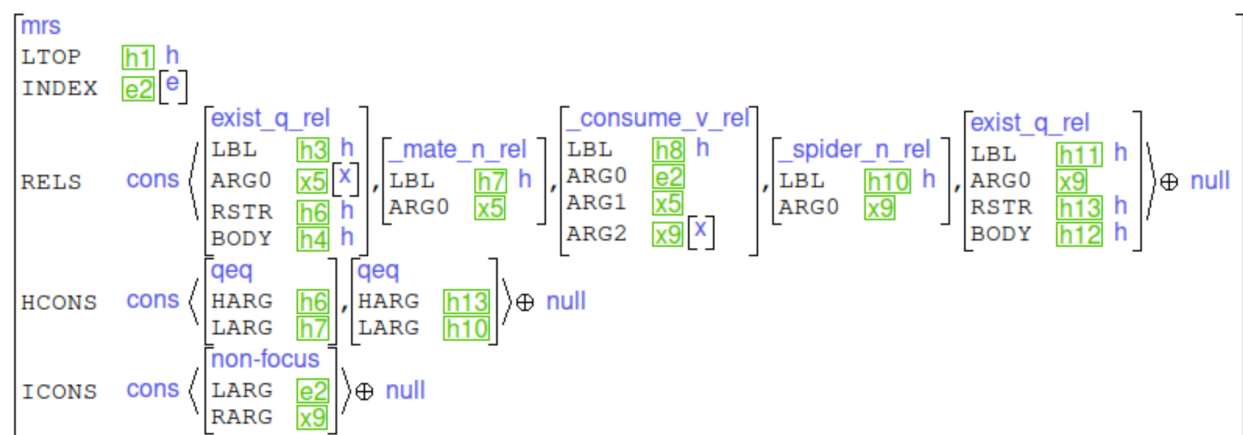 mrs
LTOP h1 h
INDEX e2 [e]
RELS cons ⟨ [exist_q_rel LBL h3 h ARG0 x5 [x] RSTR h6 h BODY h4 h], [_mate_n_rel LBL h7 h ARG0 x5], [_consume_v_rel LBL h8 h ARG0 e2 ARG1 x5 ARG2 x9 [x]], [_spider_n_rel LBL h10 h ARG0 x9], [exist_q_rel LBL h11 h ARG0 x9 RSTR h13 h BODY h12 h] ⟩ ⊕ null
HCONS cons ⟨ [qeq HARG h6 LARG h7], [qeq HARG h13 LARG h10] ⟩ ⊕ null
ICONS cons ⟨ [non-focus LARG e2 RARG x9] ⟩ ⊕ null